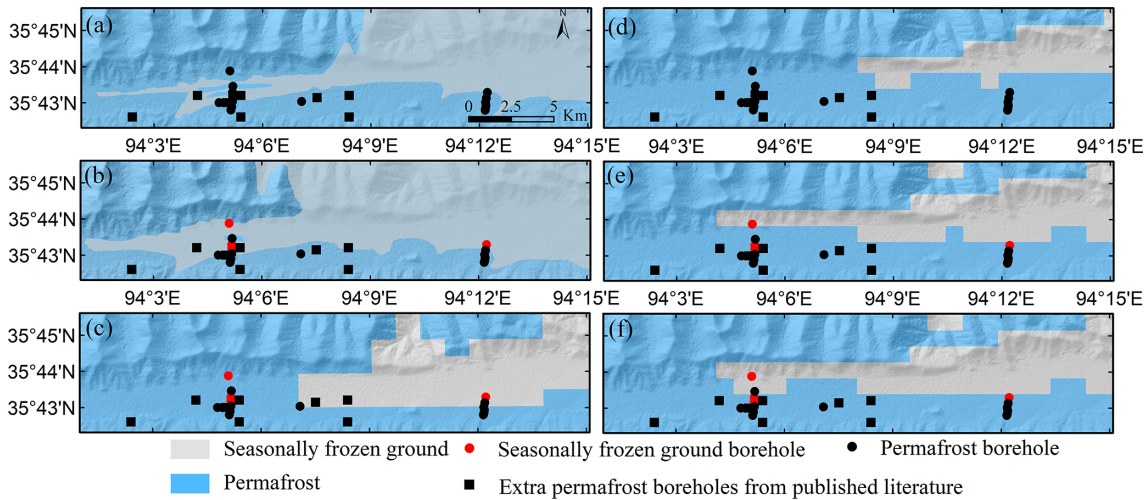 (a)
N
35°45'N
35°44'N
35°43'N
0 2.5 5
Km
(d)
35°45'N
35°44'N
35°43'N
94°3'E 94°6'E 94°9'E 94°12'E 94°15'E
94°3'E 94°6'E 94°9'E 94°12'E 94°15'E
(b)
35°45'N
35°44'N
35°43'N
(e)
35°45'N
35°44'N
35°43'N
94°3'E 94°6'E 94°9'E 94°12'E 94°15'E
94°3'E 94°6'E 94°9'E 94°12'E 94°15'E
(c)
35°45'N
35°44'N
35°43'N
(f)
35°45'N
35°44'N
35°43'N
Seasonally frozen ground
Seasonally frozen ground borehole
Permafrost borehole
Permafrost
Extra permafrost boreholes from published literature